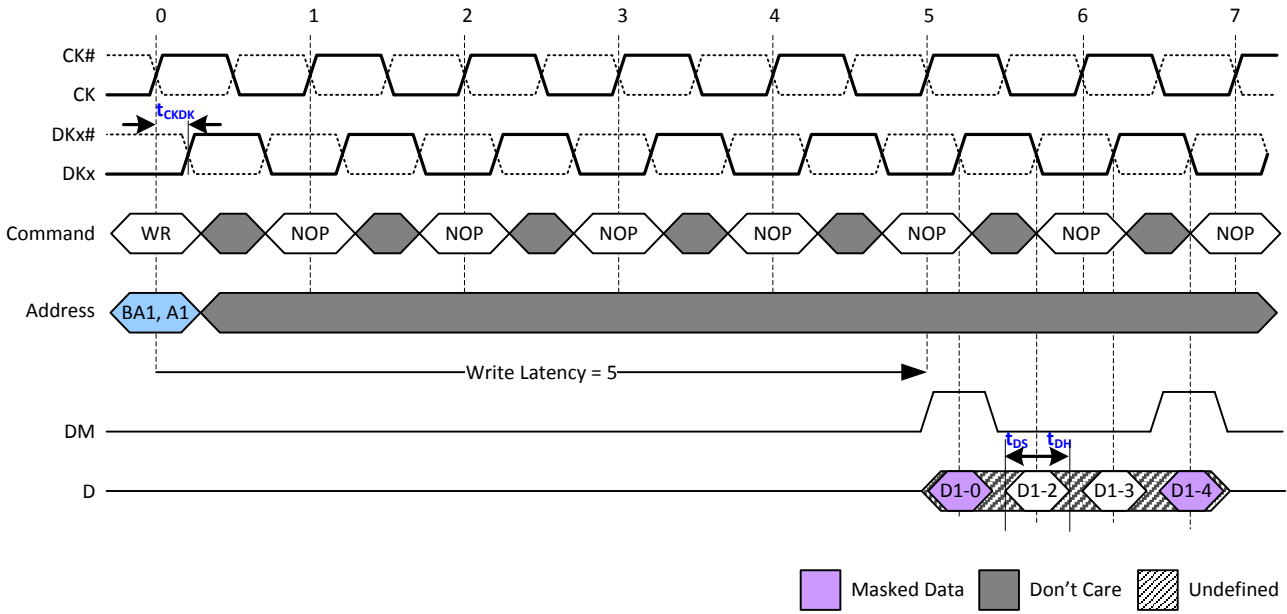 0 1 2 3 4 5 6 7
CK#
CK
tCKDK
DKx#
DKx
Command WR NOP NOP NOP NOP NOP NOP NOP
Address BA1, A1
Write Latency = 5
DM
tDS tDH
D D1-0 D1-2 D1-3 D1-4
Masked Data Don't Care Undefined